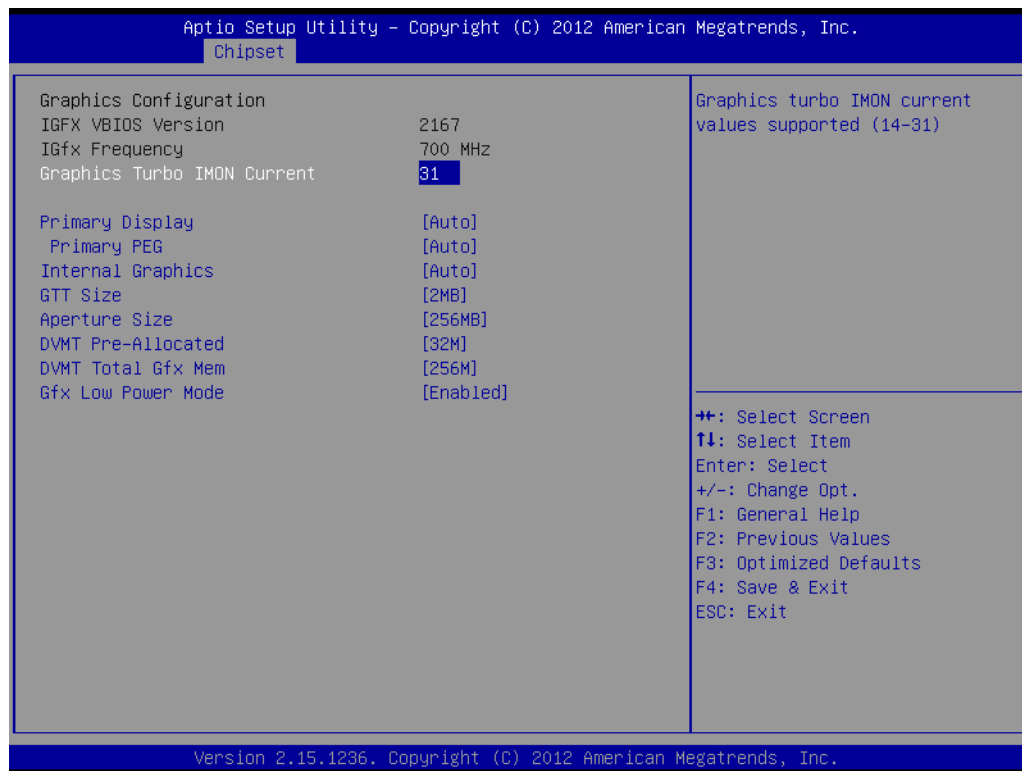 Aptio Setup Utility – Copyright (C) 2012 American Megatrends, Inc.
Chipset
Graphics Configuration
IGFX VBIOS Version 2167
IGfx Frequency 700 MHz
Graphics Turbo IMON Current 31
Primary Display [Auto]
Primary PEG [Auto]
Internal Graphics [Auto]
GTT Size [2MB]
Aperture Size [256MB]
DVMT Pre-Allocated [32M]
DVMT Total Gfx Mem [256M]
Gfx Low Power Mode [Enabled]
Graphics turbo IMON current
values supported (14-31)
→←: Select Screen
↑↓: Select Item
Enter: Select
+/-: Change Opt.
F1: General Help
F2: Previous Values
F3: Optimized Defaults
F4: Save & Exit
ESC: Exit
Version 2.15.1236. Copyright (C) 2012 American Megatrends, Inc.